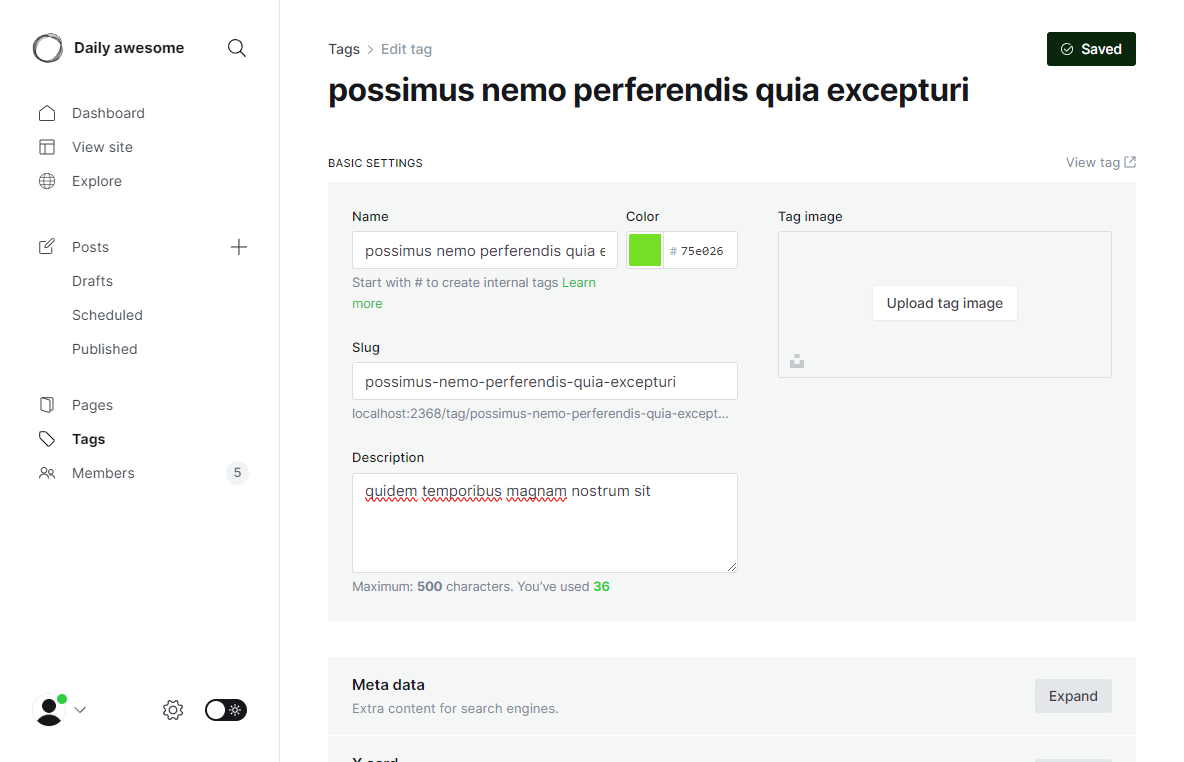 Daily awesome
Dashboard
View site
Explore
Posts
Drafts
Scheduled
Published
Pages
Tags
Members
5
Tags > Edit tag
Saved
possimus nemo perferendis quia excepturi
BASIC SETTINGS
View tag
Name
possimus nemo perferendis quia e
Start with # to create internal tags Learn
more
Color
# 75e026
Slug
possimus-nemo-perferendis-quia-excepturi
localhost:2368/tag/possimus-nemo-perferendis-quia-except...
Description
quidem temporibus magnam nostrum sit
Maximum: 500 characters. You've used 36
Tag image
Upload tag image
Meta data
Extra content for search engines.
Expand
X card